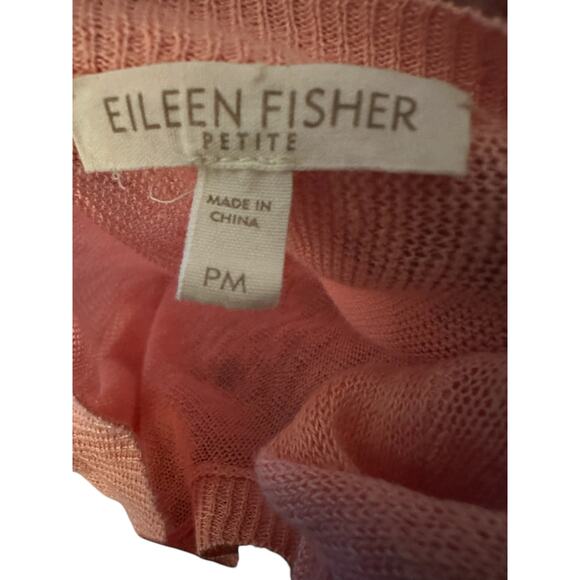 EILEEN FISHER
PETITE
MADE IN
CHINA
PM